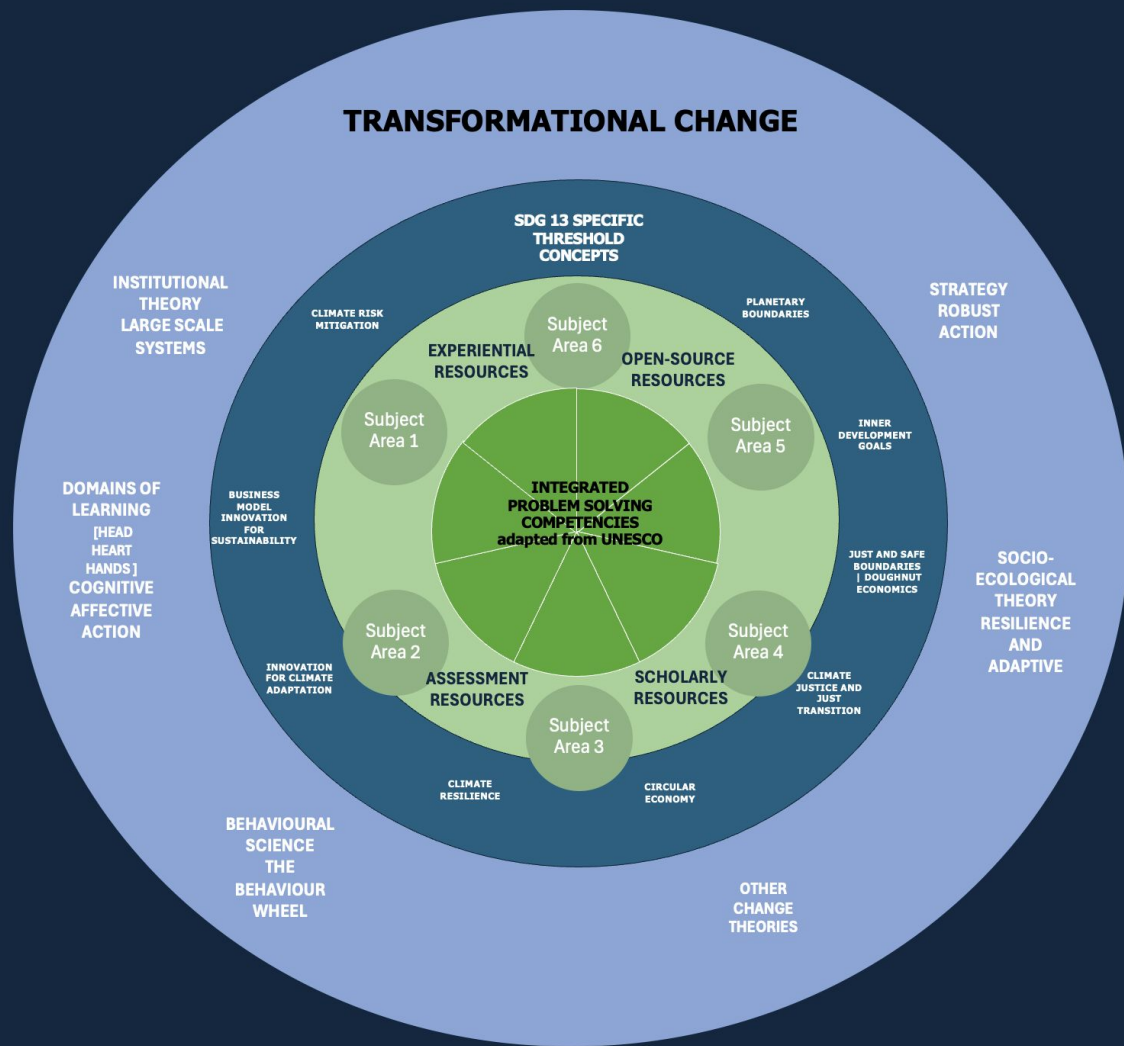 TRANSFORMATIONAL CHANGE
SDG 13 SPECIFIC
THRESHOLD
CONCEPTS
INSTITUTIONAL
THEORY
LARGE SCALE
SYSTEMS
STRATEGY
ROBUST
ACTION
CLIMATE RISK
MITIGATION
PLANETARY
BOUNDARIES
Subject
Area 6
EXPERIENTIAL
RESOURCES
OPEN-SOURCE
RESOURCES
Subject
Area 1
Subject
Area 5
INNER
DEVELOPMENT
GOALS
DOMAINS OF
LEARNING
[HEAD
HEART
HANDS ]
COGNITIVE
AFFECTIVE
ACTION
BUSINESS
MODEL
INNOVATION
FOR
SUSTAINABILITY
INTEGRATED
PROBLEM SOLVING
COMPETENCIES
adapted from UNESCO
JUST AND SAFE
BOUNDARIES
| DOUGHNUT
ECONOMICS
SOCIO-
ECOLOGICAL
THEORY
RESILIENCE
AND
ADAPTIVE
Subject
Area 2
Subject
Area 4
INNOVATION
FOR CLIMATE
ADAPTATION
ASSESSMENT
RESOURCES
SCHOLARLY
RESOURCES
CLIMATE
JUSTICE AND
JUST
TRANSITION
Subject
Area 3
CLIMATE
RESILIENCE
CIRCULAR
ECONOMY
BEHAVIOURAL
SCIENCE
THE
BEHAVIOUR
WHEEL
OTHER
CHANGE
THEORIES